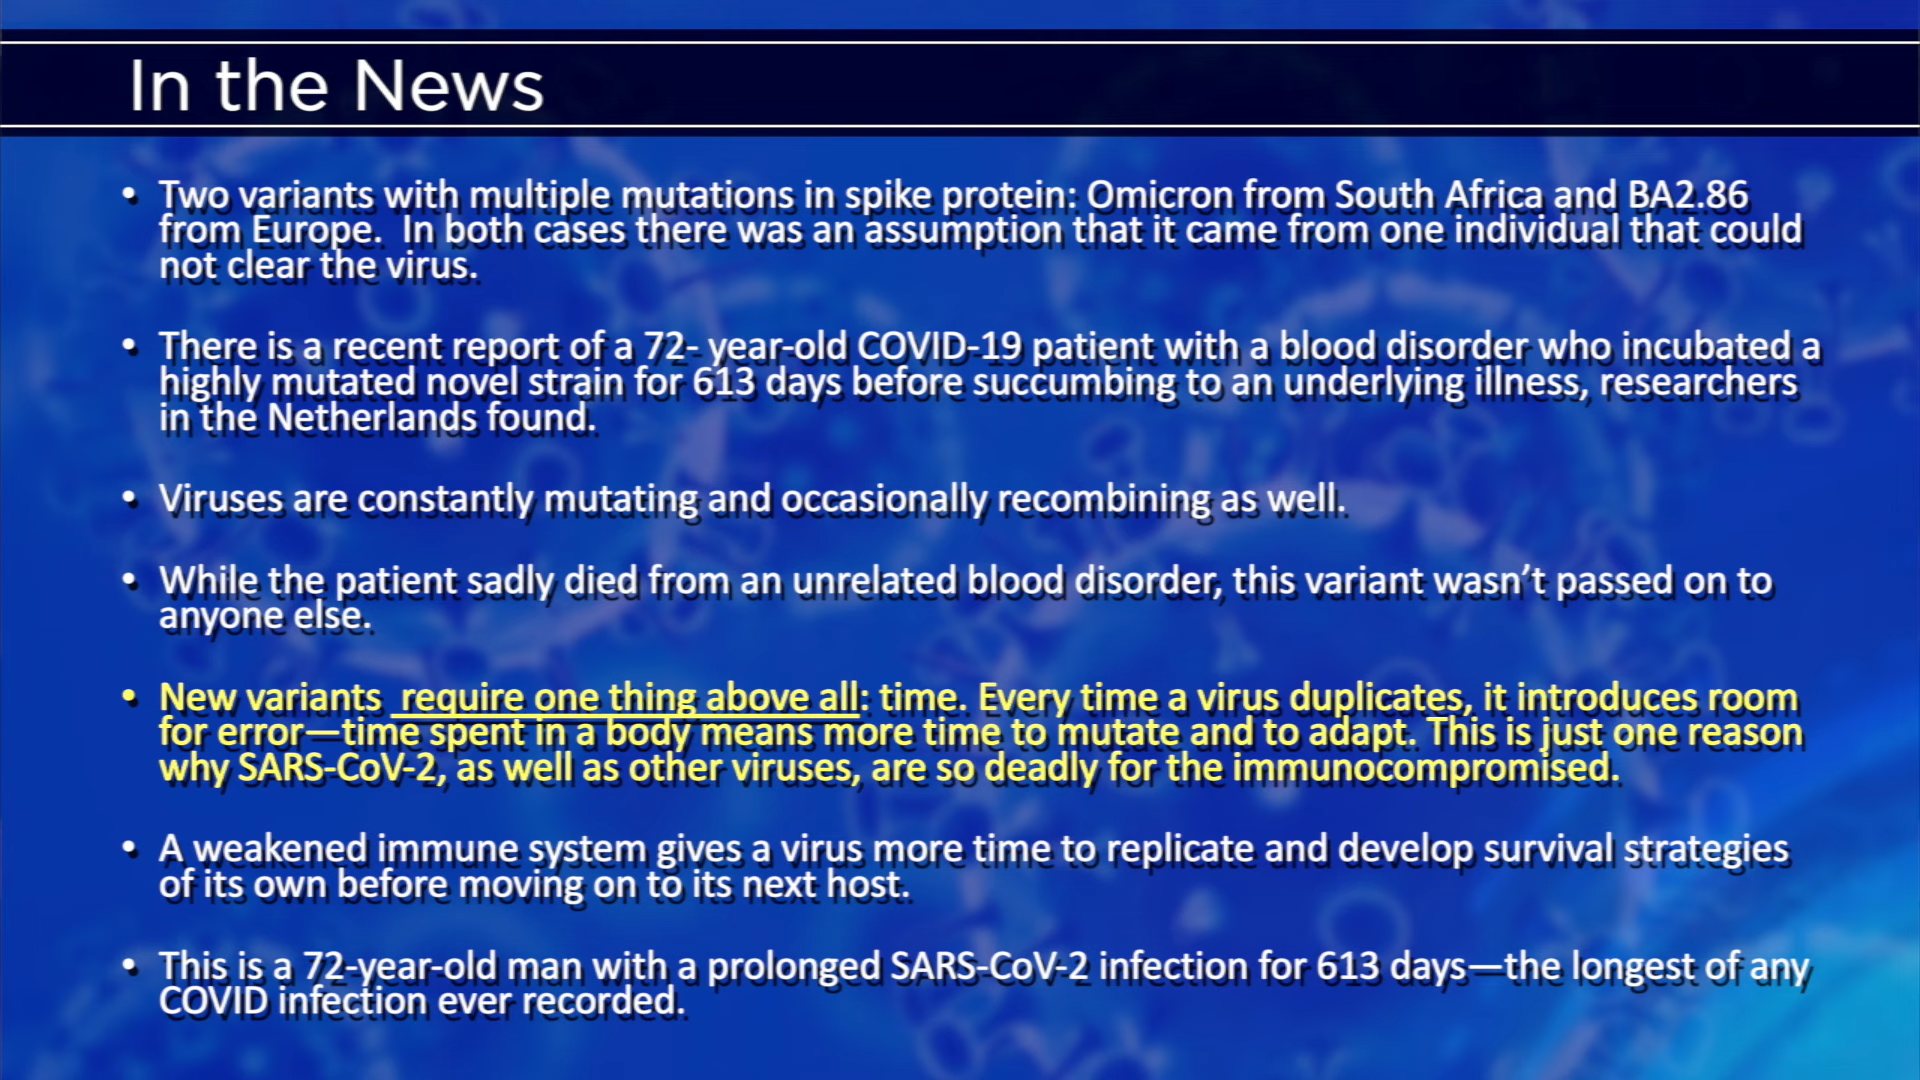 In the News
• Two variants with multiple mutations in spike protein: Omicron from South Africa and BA2.86
from Europe.  In both cases there was an assumption that it came from one individual that could
not clear the virus.
• There is a recent report of a 72- year-old COVID-19 patient with a blood disorder who incubated a
highly mutated novel strain for 613 days before succumbing to an underlying illness, researchers
in the Netherlands found.
• Viruses are constantly mutating and occasionally recombining as well.
• While the patient sadly died from an unrelated blood disorder, this variant wasn’t passed on to
anyone else.
• New variants  require one thing above all: time. Every time a virus duplicates, it introduces room
for error—time spent in a body means more time to mutate and to adapt. This is just one reason
why SARS-CoV-2, as well as other viruses, are so deadly for the immunocompromised.
• A weakened immune system gives a virus more time to replicate and develop survival strategies
of its own before moving on to its next host.
• This is a 72-year-old man with a prolonged SARS-CoV-2 infection for 613 days—the longest of any
COVID infection ever recorded.